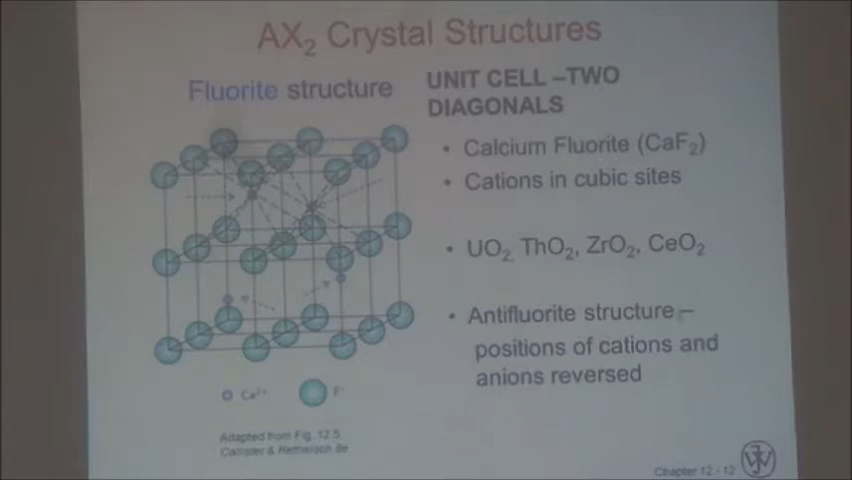 AX₂ Crystal Structures
Fluorite structure
UNIT CELL –TWO
DIAGONALS
• Calcium Fluorite (CaF₂)
• Cations in cubic sites
• UO₂, ThO₂, ZrO₂, CeO₂
• Antifluorite structure –
positions of cations and
anions reversed
Ca²⁺
F⁻
Adapted from Fig. 12.5,
Callister & Rethwisch 8e
Chapter 12 - 12